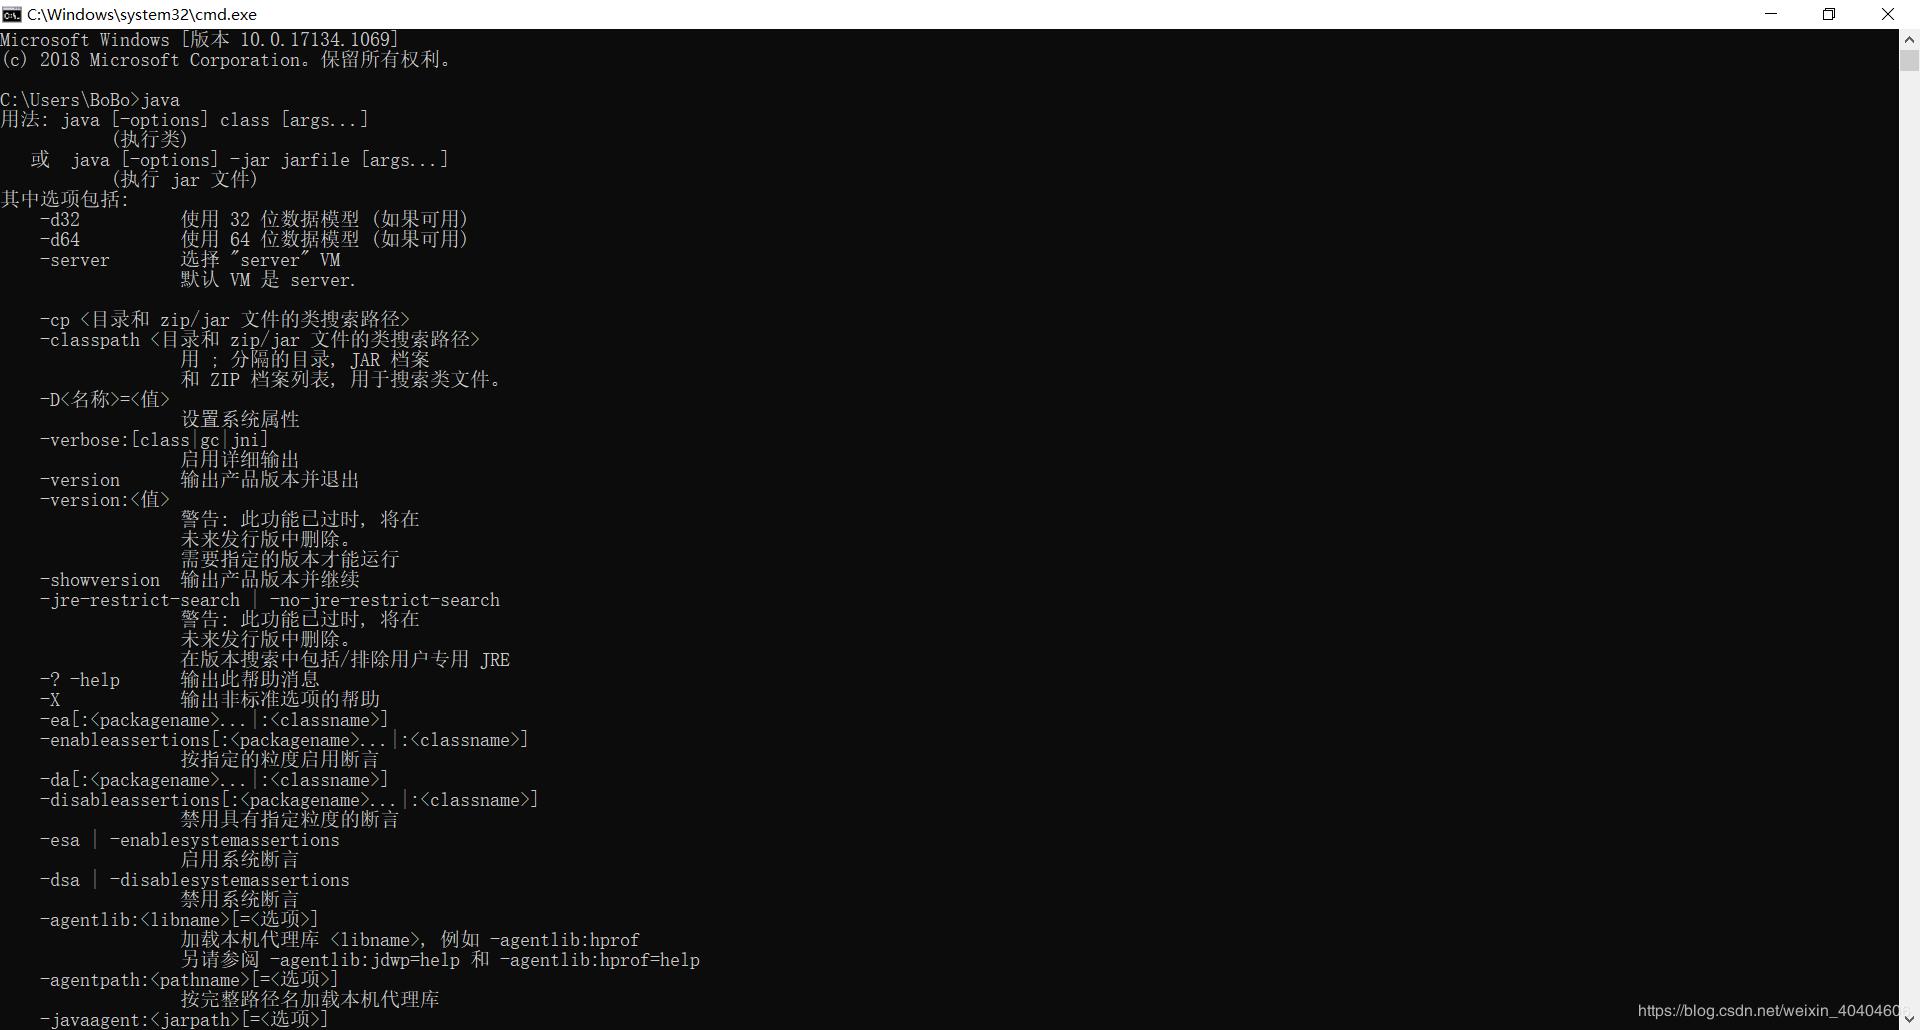 C:\Windows\system32\cmd.exe
Microsoft Windows [版本 10.0.17134.1069]
(c) 2018 Microsoft Corporation。保留所有权利。
C:\Users\BoBo>java
用法: java [-options] class [args...]
(执行类)
或  java [-options] -jar jarfile [args...]
(执行 jar 文件)
其中选项包括:
-d32          使用 32 位数据模型 (如果可用)
-d64          使用 64 位数据模型 (如果可用)
-server       选择 "server" VM
默认 VM 是 server.
-cp <目录和 zip/jar 文件的类搜索路径>
-classpath <目录和 zip/jar 文件的类搜索路径>
用 ; 分隔的目录, JAR 档案
和 ZIP 档案列表, 用于搜索类文件。
-D<名称>=<值>
设置系统属性
-verbose:[class|gc|jni]
启用详细输出
-version      输出产品版本并退出
-version:<值>
警告: 此功能已过时, 将在
未来发行版中删除。
需要指定的版本才能运行
-showversion  输出产品版本并继续
-jre-restrict-search | -no-jre-restrict-search
警告: 此功能已过时, 将在
未来发行版中删除。
在版本搜索中包括/排除用户专用 JRE
-? -help      输出此帮助消息
-X            输出非标准选项的帮助
-ea[:<packagename>...|:<classname>]
-enableassertions[:<packagename>...|:<classname>]
按指定的粒度启用断言
-da[:<packagename>...|:<classname>]
-disableassertions[:<packagename>...|:<classname>]
禁用具有指定粒度的断言
-esa | -enablesystemassertions
启用系统断言
-dsa | -disablesystemassertions
禁用系统断言
-agentlib:<libname>[=<选项>]
加载本机代理库 <libname>, 例如 -agentlib:hprof
另请参阅 -agentlib:jdwp=help 和 -agentlib:hprof=help
-agentpath:<pathname>[=<选项>]
按完整路径名加载本机代理库
-javaagent:<jarpath>[=<选项>]